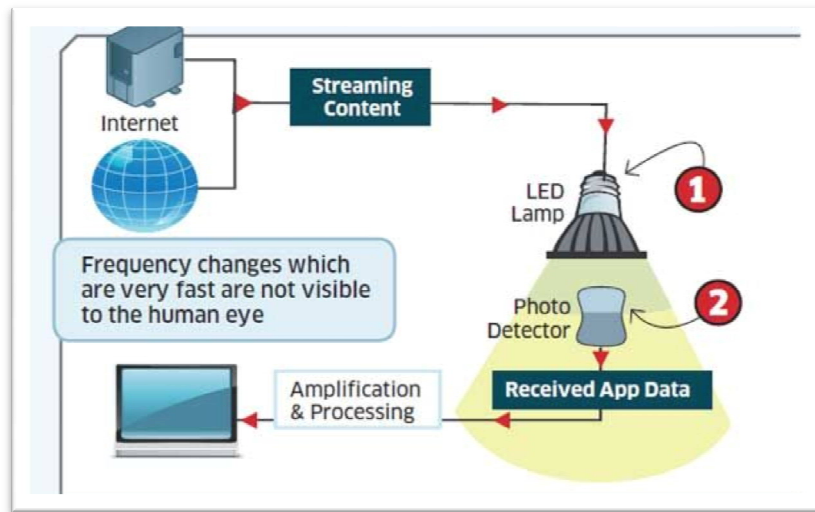 Streaming
Content
Internet
LED
Lamp
1
Frequency changes which
are very fast are not visible
to the human eye
Photo
Detector
2
Amplification
& Processing
Received App Data